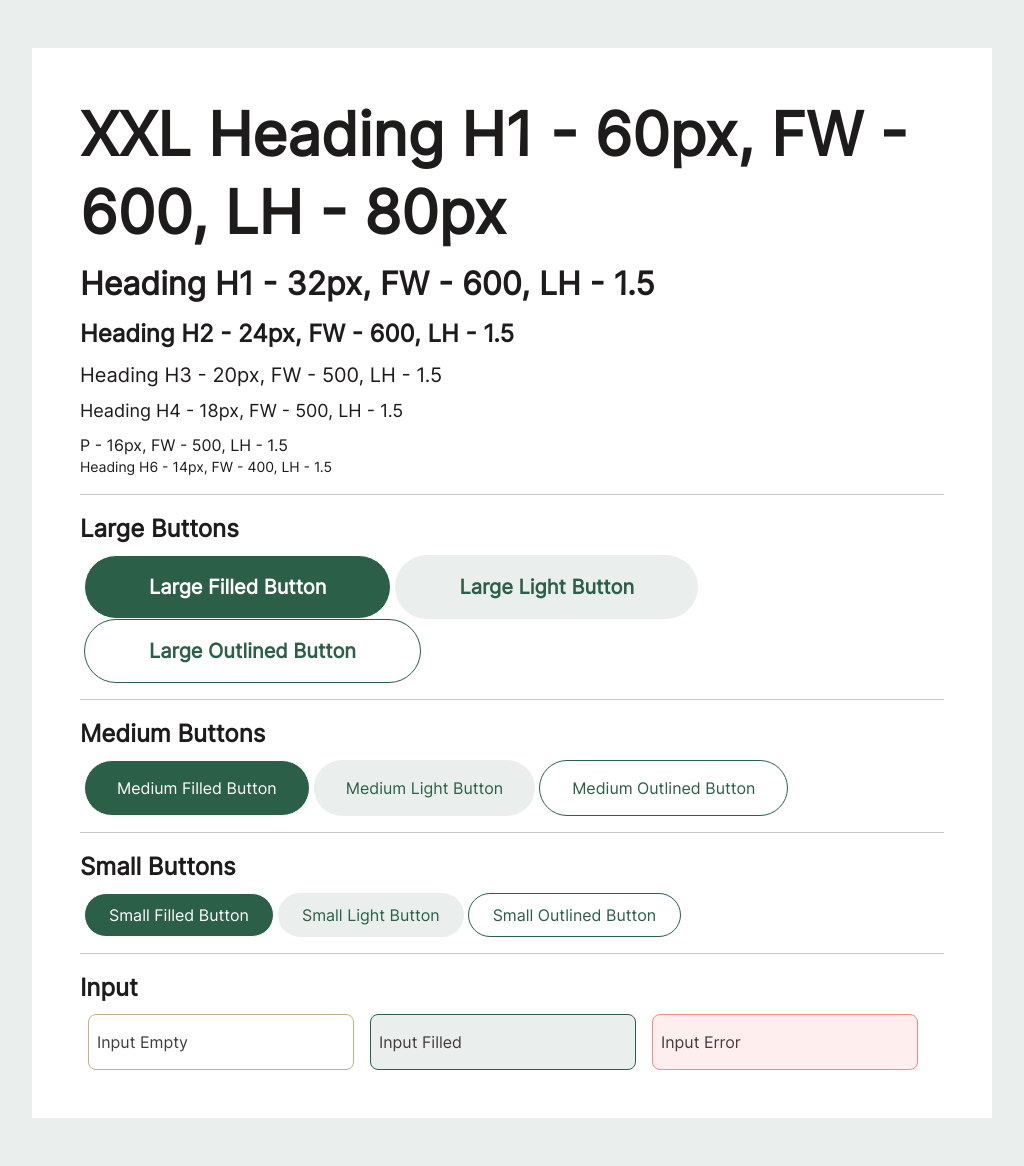 XXL Heading H1 - 60px, FW -
600, LH - 80px
Heading H1 - 32px, FW - 600, LH - 1.5
Heading H2 - 24px, FW - 600, LH - 1.5
Heading H3 - 20px, FW - 500, LH - 1.5
Heading H4 - 18px, FW - 500, LH - 1.5
P - 16px, FW - 500, LH - 1.5
Heading H6 - 14px, FW - 400, LH - 1.5
Large Buttons
Large Filled Button Large Light Button
Large Outlined Button
Medium Buttons
Medium Filled Button Medium Light Button Medium Outlined Button
Small Buttons
Small Filled Button Small Light Button Small Outlined Button
Input
Input Empty Input Filled Input Error